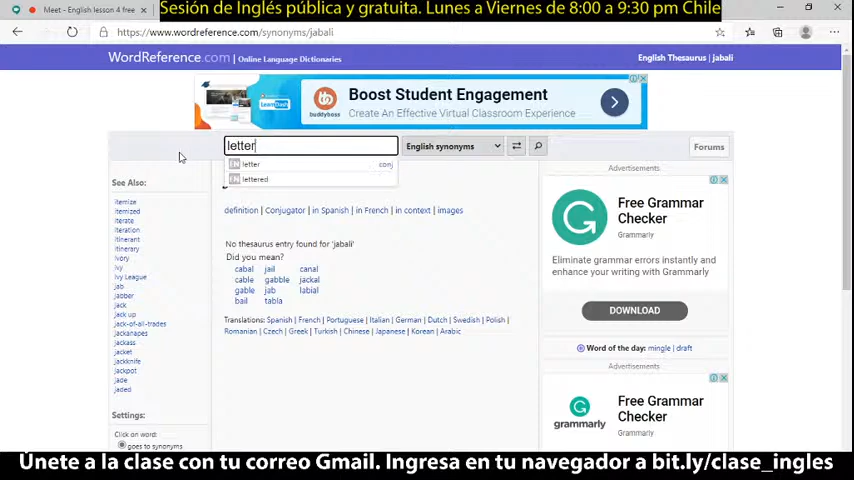 Sesión de Inglés pública y gratuita. Lunes a Viernes de 8:00 a 9:30 pm Chile
Meet - English lesson 4 free
https://www.wordreference.com/synonyms/jabali
WordReference.com | Online Language Dictionaries
English Thesaurus | jabali
LearnDash
buddyboss
Boost Student Engagement
Create An Effective Virtual Classroom Experience
letter
English synonyms
Forums
EN letter conj
EN lettered
See Also:
itemize
itemized
iterate
iteration
itinerant
itinerary
ivory
ivy
Ivy League
jab
jabber
jack
jack up
jack-of-all-trades
jackanapes
jackass
jacket
jackknife
jackpot
jade
jaded
Settings:
Click on word:
goes to synonyms
definition | Conjugator | in Spanish | in French | in context | images
No thesaurus entry found for 'jabali'
Did you mean?
cabal jail canal
cable gabble jackal
gable jab labial
bail tabla
Translations: Spanish | French | Portuguese | Italian | German | Dutch | Swedish | Polish |
Romanian | Czech | Greek | Turkish | Chinese | Japanese | Korean | Arabic
Advertisements
Free Grammar
Checker
Grammarly
Eliminate grammar errors instantly and
enhance your writing with Grammarly
DOWNLOAD
Word of the day: mingle | draft
Advertisements
grammarly
Free Grammar
Checker
Grammarly
Únete a la clase con tu correo Gmail. Ingresa en tu navegador a bit.ly/clase_ingles